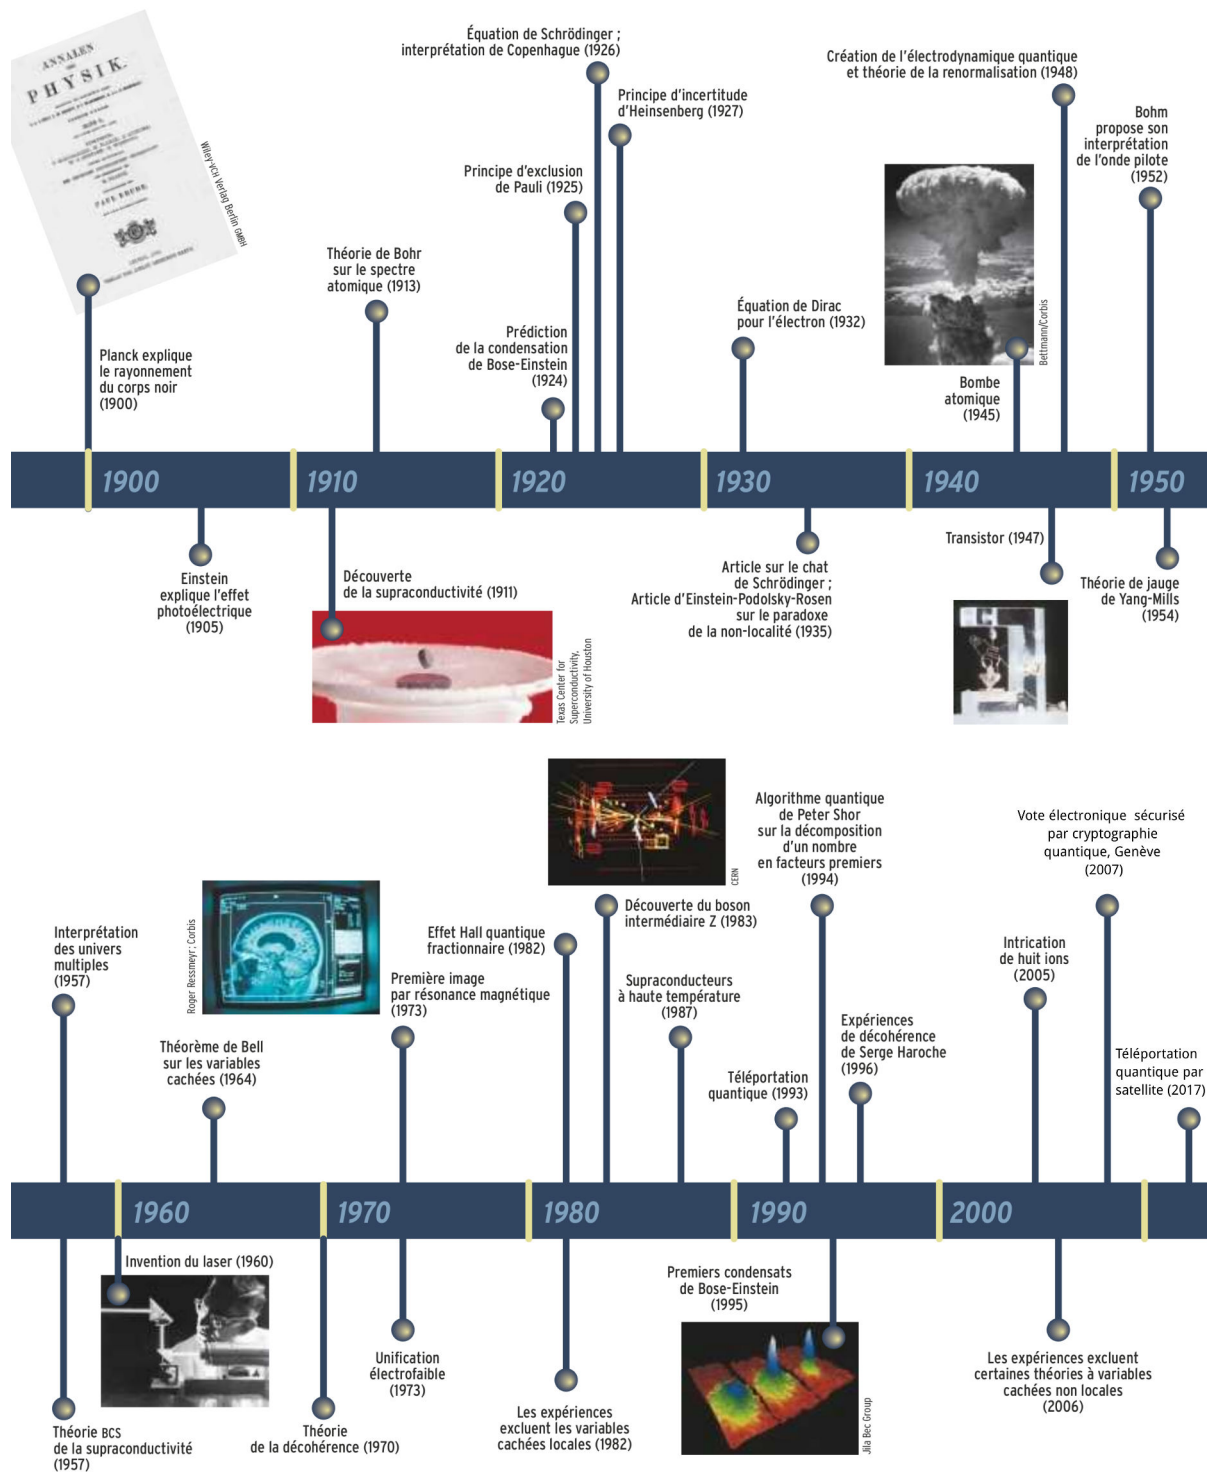 ANNALEN
PHYSIK.
Wiley-VCH Verlag Berlin GMBH
Planck explique
le rayonnement
du corps noir
(1900)
Théorie de Bohr
sur le spectre
atomique (1913)
Prédiction
de la condensation
de Bose-Einstein
(1924)
Principe d'exclusion
de Pauli (1925)
Équation de Schrödinger ;
interprétation de Copenhague (1926)
Principe d'incertitude
d'Heinsenberg (1927)
Équation de Dirac
pour l'électron (1932)
Bombe
atomique
(1945)
Bettmann/Corbis
Création de l'électrodynamique quantique
et théorie de la renormalisation (1948)
Bohm
propose son
interprétation
de l'onde pilote
(1952)
1900
1910
1920
1930
1940
1950
Einstein
explique l'effet
photoélectrique
(1905)
Découverte
de la supraconductivité (1911)
Texas Center for
Superconductivity,
University of Houston
Article sur le chat
de Schrödinger ;
Article d'Einstein-Podolsky-Rosen
sur le paradoxe
de la non-localité (1935)
Transistor (1947)
Théorie de jauge
de Yang-Mills
(1954)
Interprétation
des univers
multiples
(1957)
Théorème de Bell
sur les variables
cachées (1964)
Roger Ressmeyr ; Corbis
Première image
par résonance magnétique
(1973)
Effet Hall quantique
fractionnaire (1982)
CERN
Découverte du boson
intermédiaire Z (1983)
Supraconducteurs
à haute température
(1987)
Téléportation
quantique (1993)
Algorithme quantique
de Peter Shor
sur la décomposition
d'un nombre
en facteurs premiers
(1994)
Expériences
de décohérence
de Serge Haroche
(1996)
Intrication
de huit ions
(2005)
Vote électronique sécurisé
par cryptographie
quantique, Genève
(2007)
Téléportation
quantique par
satellite (2017)
1960
1970
1980
1990
2000
Théorie BCS
de la supraconductivité
(1957)
Invention du laser (1960)
Théorie
de la décohérence (1970)
Unification
électrofaible
(1973)
Les expériences
excluent les variables
cachées locales (1982)
Premiers condensats
de Bose-Einstein
(1995)
Jila Bec Group
Les expériences excluent
certaines théories à variables
cachées non locales
(2006)